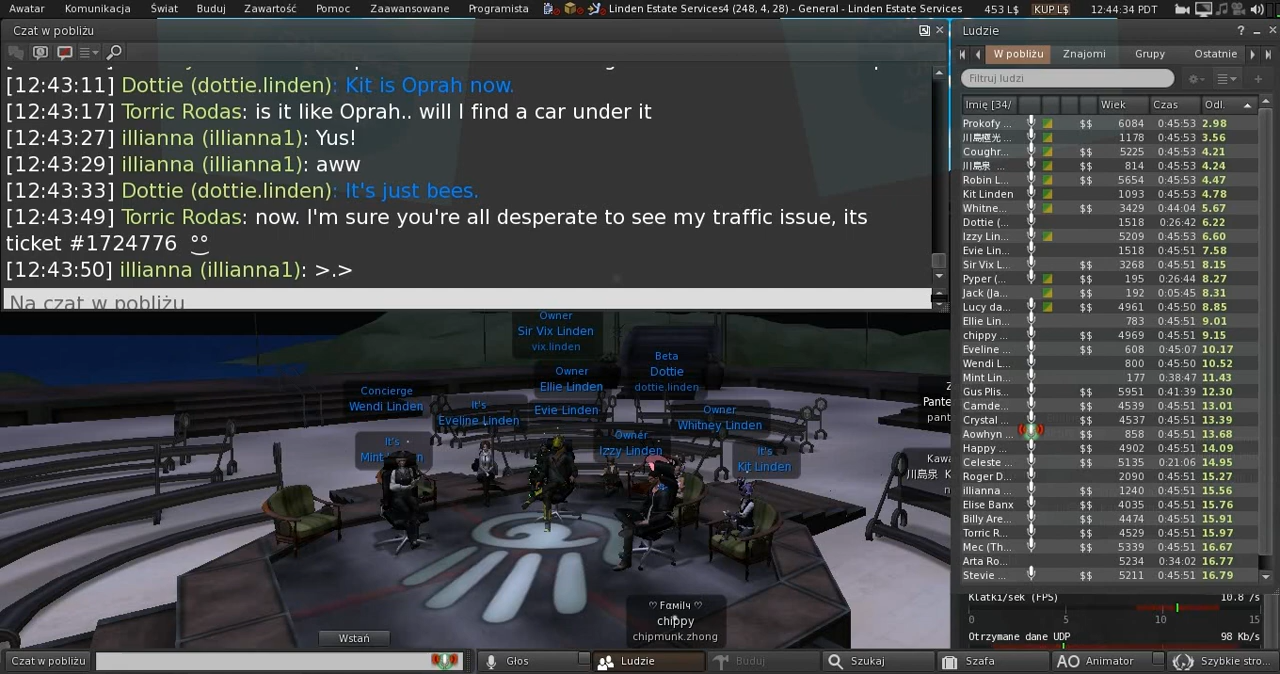 Awatar Komunikacja Świat Buduj Zawartość Pomoc Zaawansowane Programista Linden Estate Services4 (248, 4, 28) - General - Linden Estate Services 453 L$ KUP L$ 12:44:34 PDT
Czat w pobliżu
[12:43:11] Dottie (dottie.linden): Kit is Oprah now.
[12:43:17] Torric Rodas: is it like Oprah.. will I find a car under it
[12:43:27] illianna (illianna1): Yus!
[12:43:29] illianna (illianna1): aww
[12:43:33] Dottie (dottie.linden): It's just bees.
[12:43:49] Torric Rodas: now. I'm sure you're all desperate to see my traffic issue, its
ticket #1724776
[12:43:50] illianna (illianna1): >.>
Na czat w pobliżu
Owner
Sir Vix Linden
vix.linden
Beta
Dottie
dottie.linden
Owner
Ellie Linden
Concierge
Wendi Linden
It's
Eveline Linden
Evie Linden
Owner
Whitney Linden
Owner
Izzy Linden
It's
It's
Kit Linden
♡ Fαмilч ♡
chippy
chipmunk.zhong
Wstań
Ludzie
? _ ×
W pobliżu Znajomi Grupy Ostatnie
Filtruj ludzi
Imię [34/ Wiek Czas Odl.
Prokofy ... $$ 6084 0:45:53 2.98
川島極光 ... 1178 0:45:53 3.56
Coughr... $$ 5225 0:45:53 4.21
川島泉 ... $$ 814 0:45:53 4.24
Robin L... $$ 5654 0:45:53 4.47
Kit Linden 1093 0:45:53 4.78
Whitne... $$ 3429 0:44:04 5.67
Dottie (... 1518 0:26:42 6.22
Izzy Lin... 5209 0:45:53 6.60
Evie Lin... 1518 0:45:51 7.58
Sir Vix L... $$ 3268 0:45:51 8.15
Pyper (... $$ 195 0:26:44 8.27
Jack (Ja... $$ 192 0:05:45 8.31
Lucy da... $$ 4961 0:45:50 8.85
Ellie Lin... 783 0:45:51 9.01
chippy ... $$ 4969 0:45:51 9.15
Eveline ... $$ 608 0:45:07 10.17
Wendi L... 800 0:45:50 10.52
Mint Lin... 177 0:38:47 11.43
Gus Plis... $$ 5951 0:41:39 12.30
Camde... $$ 4539 0:45:51 13.01
Crystal ... $$ 4537 0:45:51 13.39
Aowhyn ... $$ 858 0:45:51 13.68
Happy ... $$ 4902 0:45:51 14.09
Celeste ... $$ 5135 0:21:06 14.95
Roger D... 2090 0:45:51 15.27
illianna ... $$ 1240 0:45:51 15.56
Elise Banx $$ 4035 0:45:51 15.76
Billy Are... $$ 4474 0:45:51 15.91
Torric R... $$ 4529 0:45:51 15.97
Mec (Th... $$ 5339 0:45:51 16.67
Arta Ro... 5234 0:34:02 16.77
Stevie ... $$ 5211 0:45:51 16.79
Klatki/sek (FPS) 10.8 /s
0 5 10 15
Otrzymane dane UDP 98 Kb/s
Czat w pobliżu Głos Ludzie Buduj Szukaj Szafa AO Animator Szybkie stro...